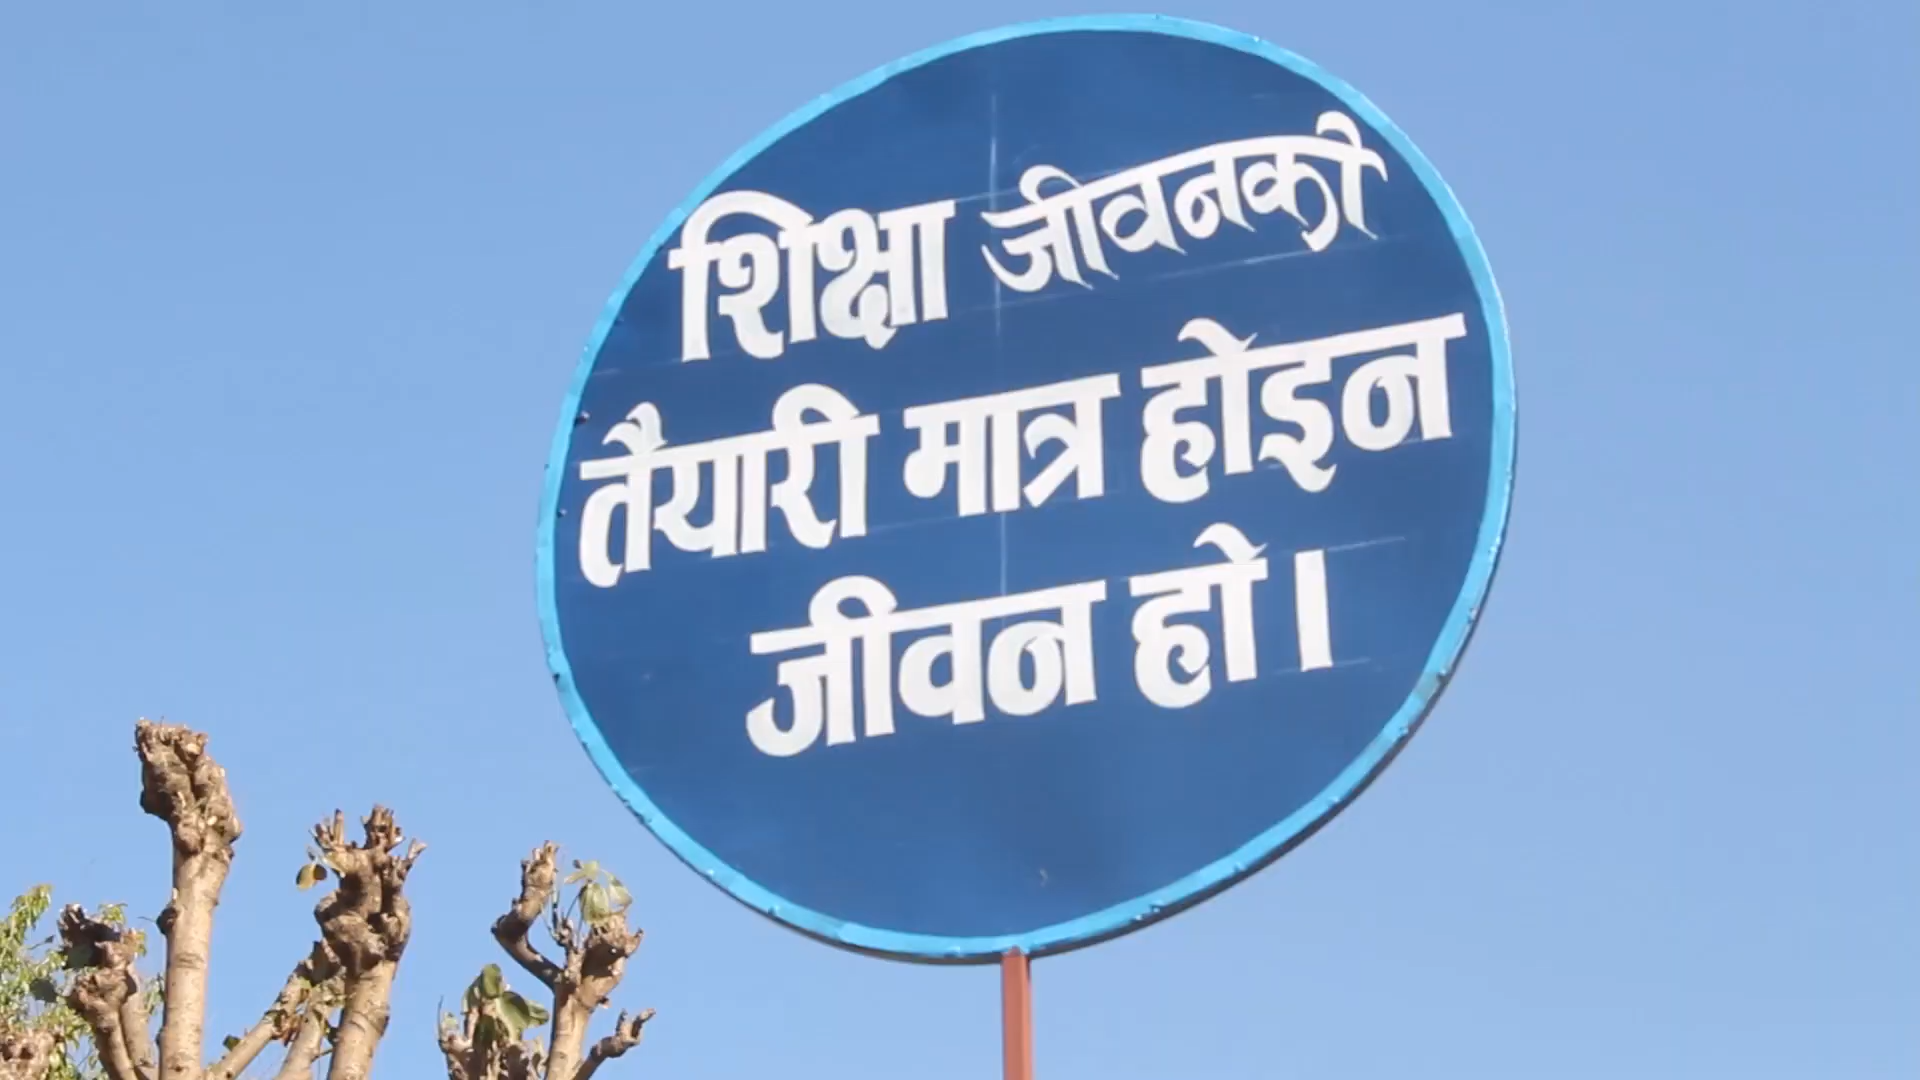 शिक्षा जीवनको
तैयारी मात्र होइन
जीवन हो ।